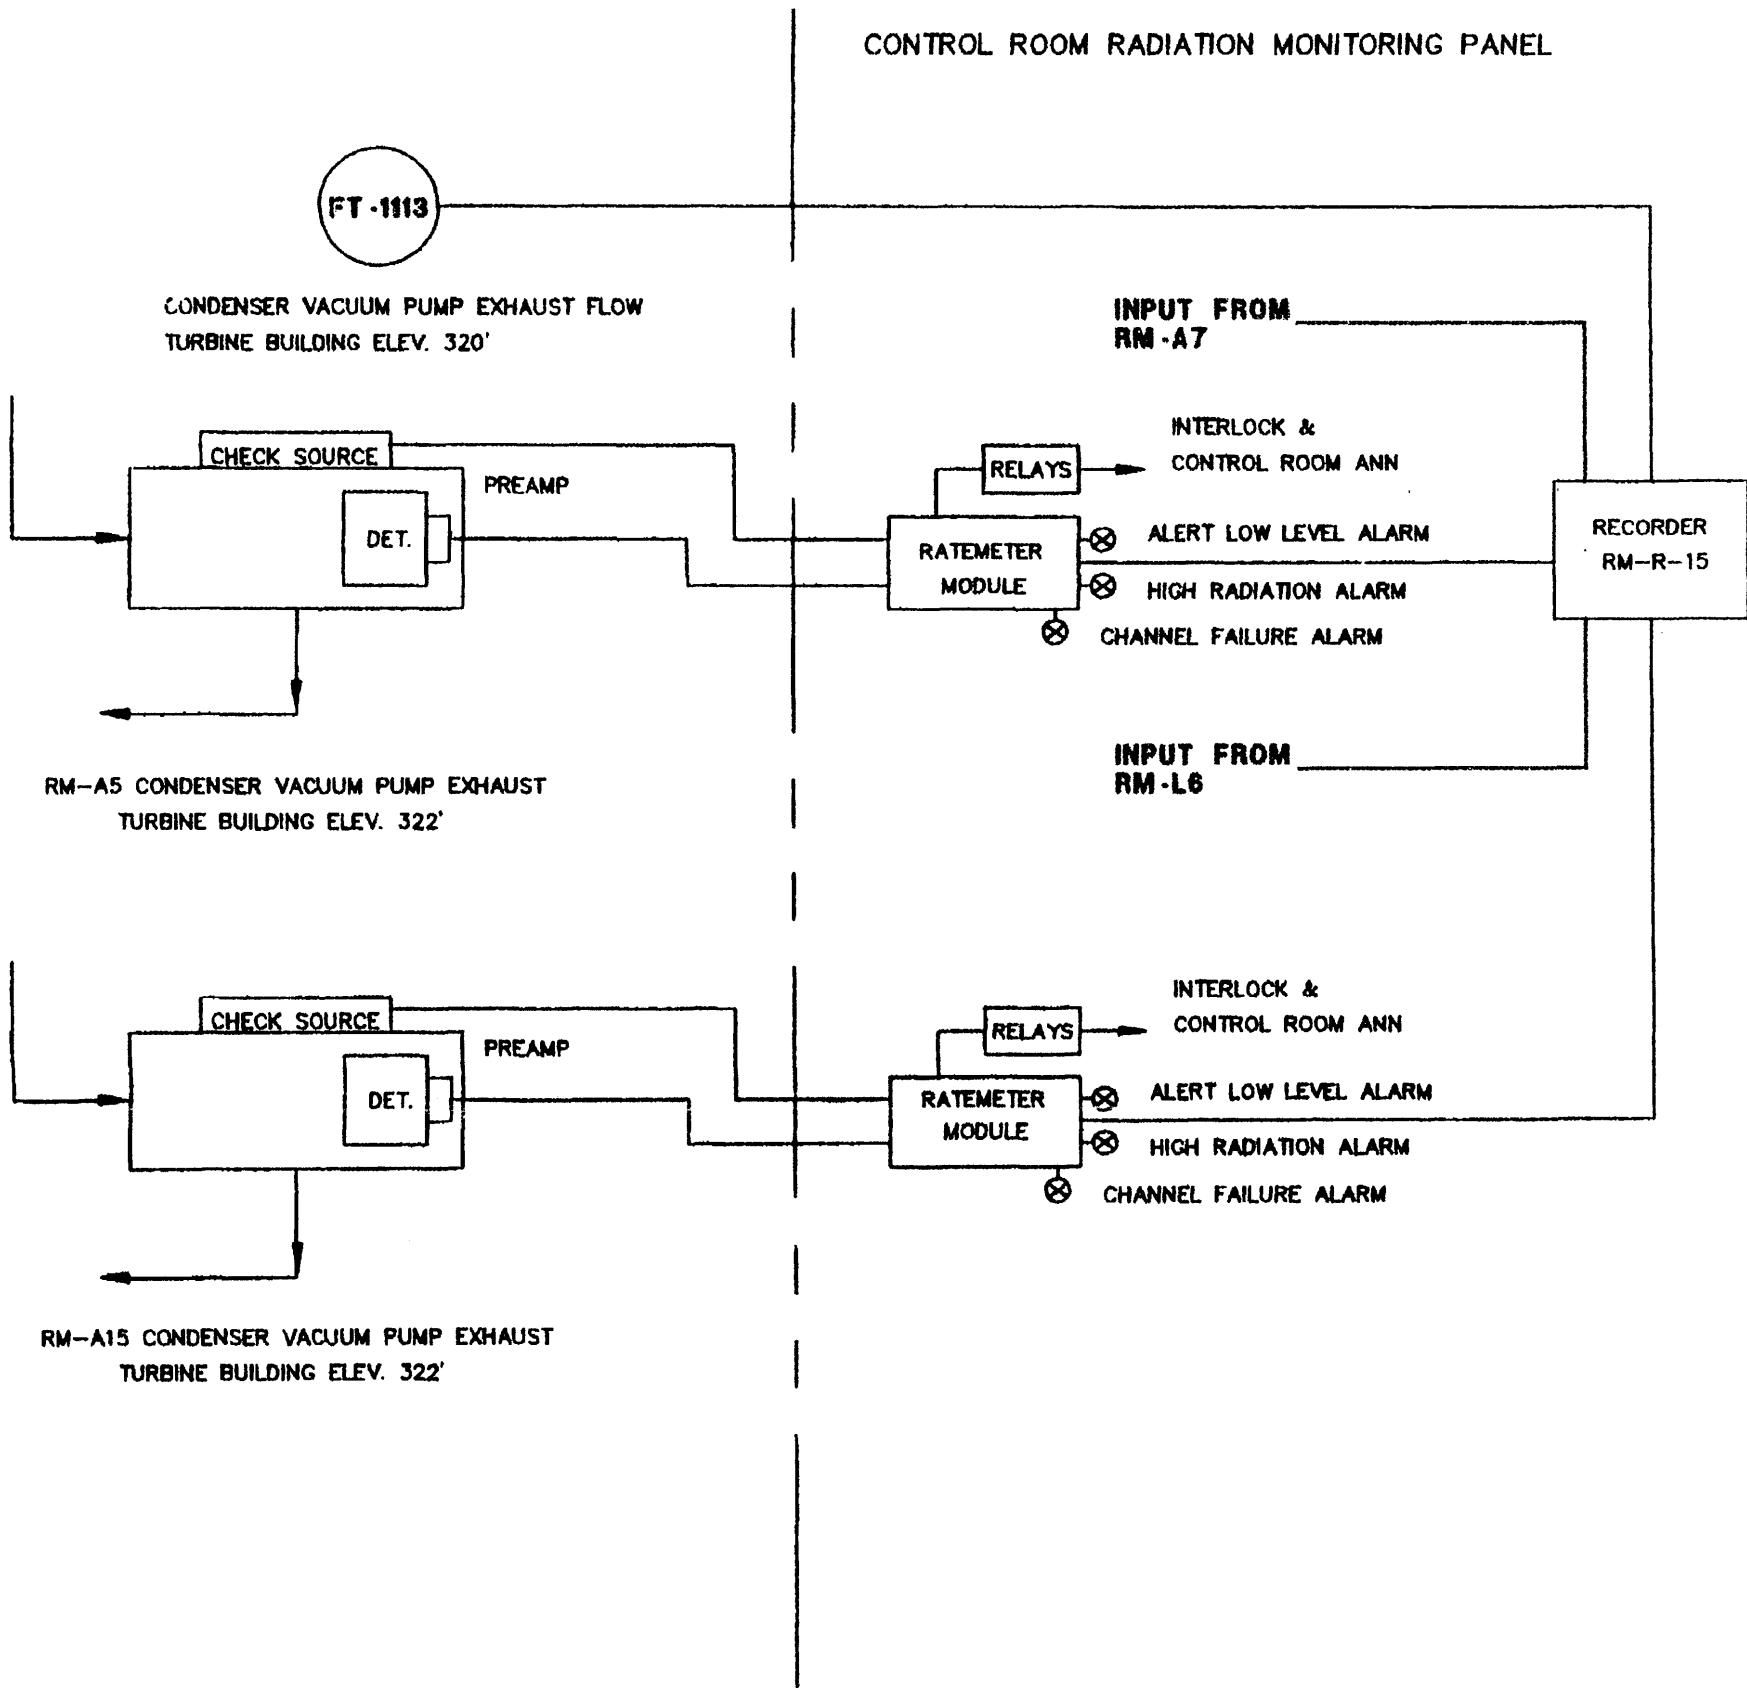 CONTROL ROOM RADIATION MONITORING PANEL
FT-1113
CONDENSER VACUUM PUMP EXHAUST FLOW
TURBINE BUILDING ELEV. 320'
INPUT FROM
RM-A7
CHECK SOURCE
PREAMP
DET.
RELAYS
INTERLOCK &
CONTROL ROOM ANN
RATEMETER
MODULE
ALERT LOW LEVEL ALARM
HIGH RADIATION ALARM
CHANNEL FAILURE ALARM
RECORDER
RM-R-15
RM-A5 CONDENSER VACUUM PUMP EXHAUST
TURBINE BUILDING ELEV. 322'
INPUT FROM
RM-L6
CHECK SOURCE
PREAMP
DET.
RELAYS
INTERLOCK &
CONTROL ROOM ANN
RATEMETER
MODULE
ALERT LOW LEVEL ALARM
HIGH RADIATION ALARM
CHANNEL FAILURE ALARM
RM-A15 CONDENSER VACUUM PUMP EXHAUST
TURBINE BUILDING ELEV. 322'